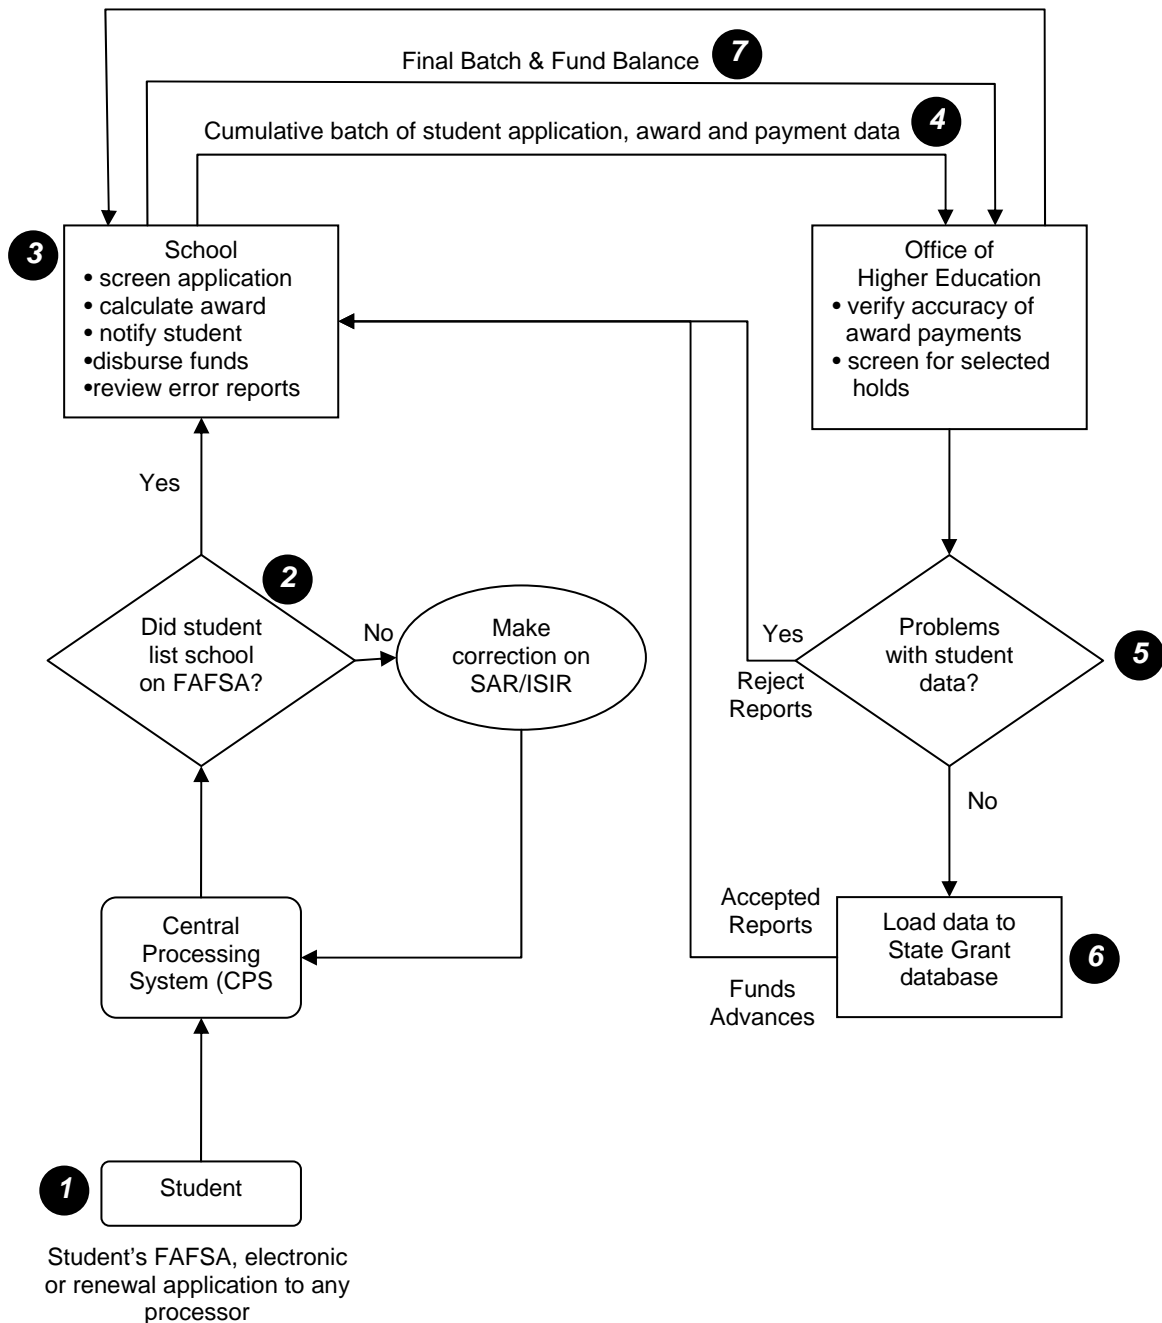 Final Batch & Fund Balance
7
Cumulative batch of student application, award and payment data
4
3
School
• screen application
• calculate award
• notify student
•disburse funds
•review error reports
Office of
Higher Education
• verify accuracy of
award payments
• screen for selected
holds
Yes
2
Did student
list school
on FAFSA?
No
Make
correction on
SAR/ISIR
Yes
Reject
Reports
Problems
with student
data?
5
No
Central
Processing
System (CPS
Accepted
Reports
Funds
Advances
Load data to
State Grant
database
6
1
Student
Student’s FAFSA, electronic
or renewal application to any
processor